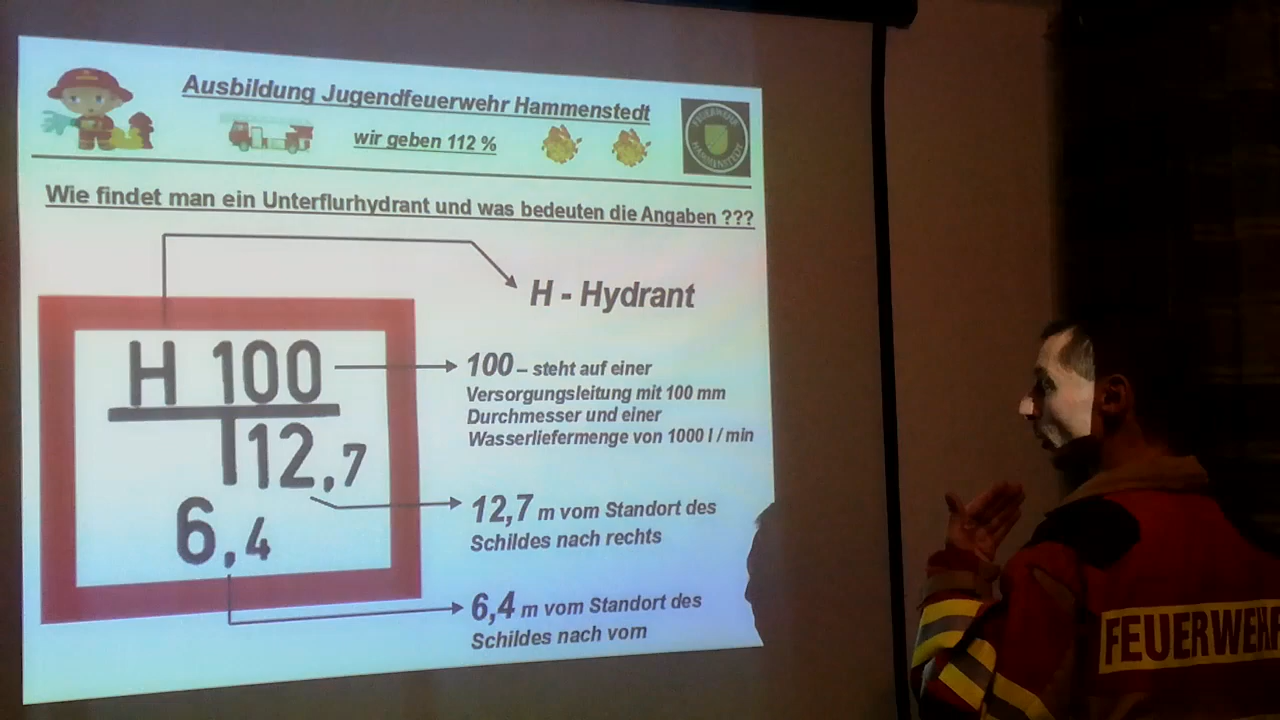 Ausbildung Jugendfeuerwehr Hammenstedt
wir geben 112 %
FEUERWEHR
HAMMENSTEDT
Wie findet man ein Unterflurhydrant und was bedeuten die Angaben ???
H - Hydrant
H 100
12,7
6,4
100 – steht auf einer
Versorgungsleitung mit 100 mm
Durchmesser und einer
Wasserliefermenge von 1000 l / min
12,7 m vom Standort des
Schildes nach rechts
6,4 m vom Standort des
Schildes nach vorn
FEUERWEHR